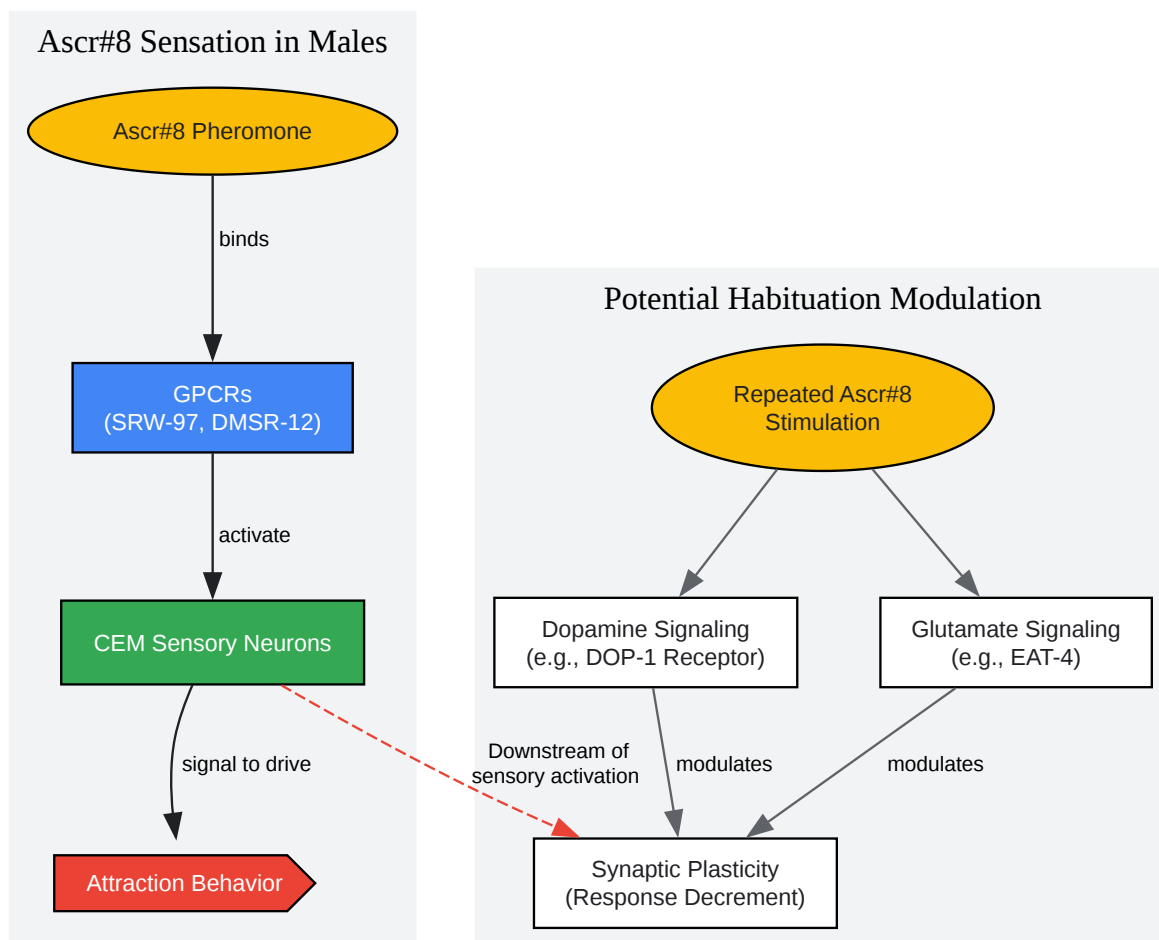 Ascr#8 Sensation in Males
Ascr#8 Pheromone
binds
GPCRs
(SRW-97, DMSR-12)
activate
CEM Sensory Neurons
signal to drive
Attraction Behavior
Potential Habituation Modulation
Repeated Ascr#8
Stimulation
Dopamine Signaling
(e.g., DOP-1 Receptor)
Glutamate Signaling
(e.g., EAT-4)
Downstream of
sensory activation
modulates
modulates
Synaptic Plasticity
(Response Decrement)